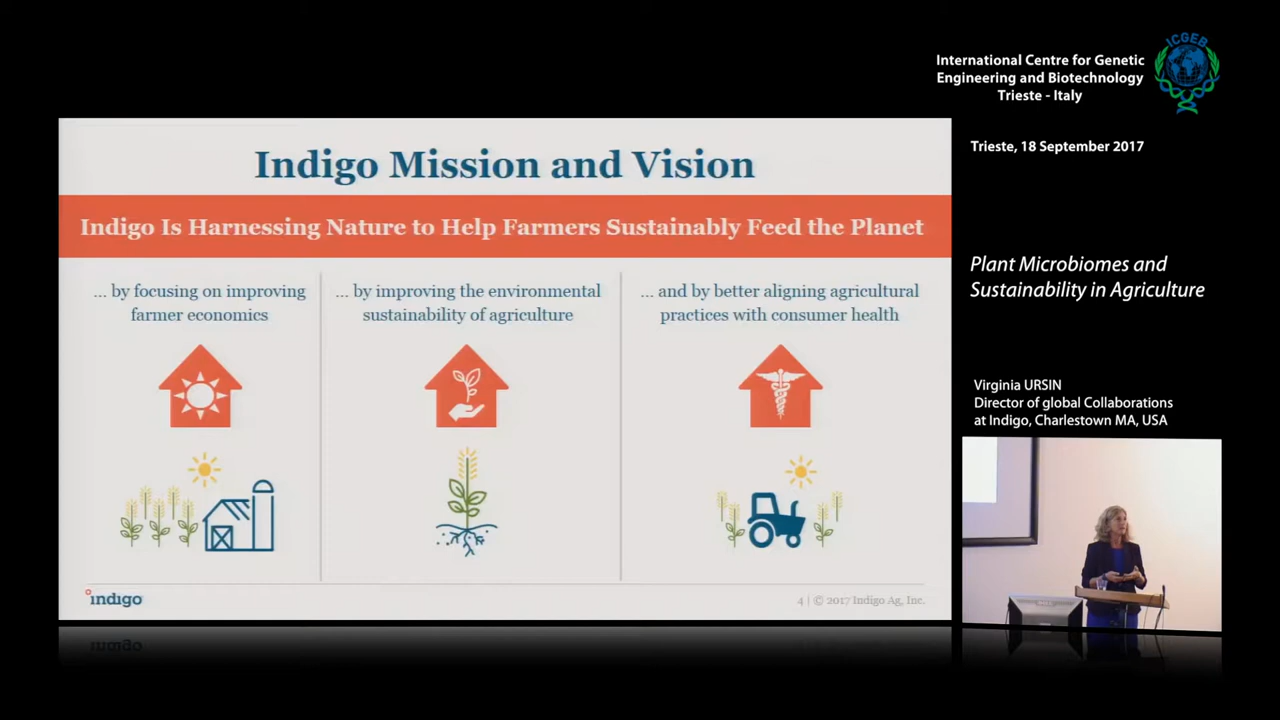 ICGEB
International Centre for Genetic
Engineering and Biotechnology
Trieste - Italy
Trieste, 18 September 2017
Indigo Mission and Vision
Indigo Is Harnessing Nature to Help Farmers Sustainably Feed the Planet
... by focusing on improving
farmer economics
... by improving the environmental
sustainability of agriculture
... and by better aligning agricultural
practices with consumer health
indigo
4 | © 2017 Indigo Ag, Inc.
Plant Microbiomes and
Sustainability in Agriculture
Virginia URSIN
Director of global Collaborations
at Indigo, Charlestown MA, USA